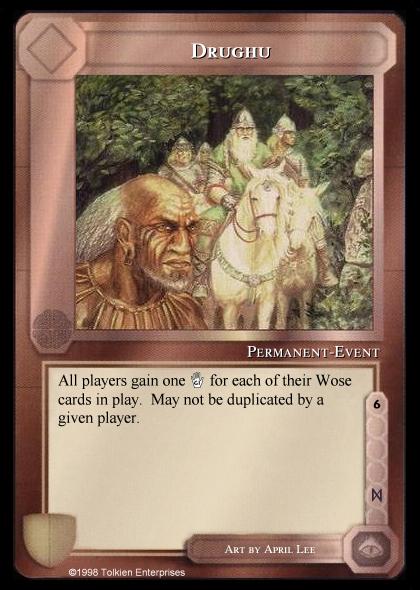 Drughu
Permanent-Event
All players gain one for each of their Wose
cards in play. May not be duplicated by a
given player.
6
ᛞ
Art by April Lee
©1998 Tolkien Enterprises